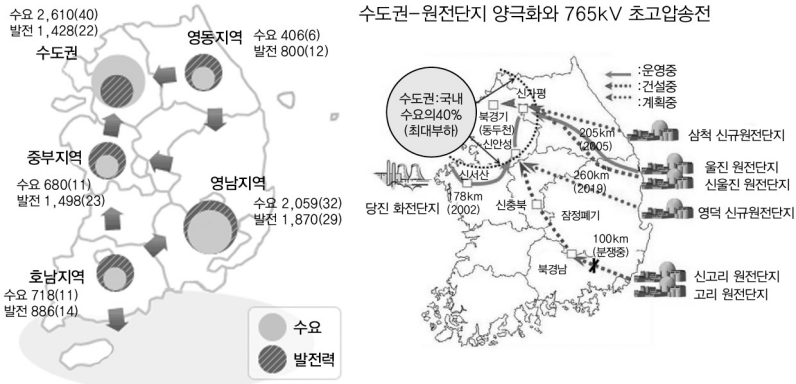 수요 2,610(40)
발전 1,428(22)
수도권
영동지역
수요 406(6)
발전 800(12)
중부지역
수요 680(11)
발전 1,498(23)
영남지역
수요 2,059(32)
발전 1,870(29)
호남지역
수요 718(11)
발전 886(14)
수요
발전력
수도권-원전단지 양극화와 765kV 초고압송전
:운영중
:건설중
:계획중
수도권:국내
수요의40%
(최대부하)
신가평
북경기
(동두천)
신안성
205km
(2005)
삼척 신규원전단지
울진 원전단지
신울진 원전단지
260km
(2019)
영덕 신규원전단지
신서산
178km
(2002)
당진 화전단지
신충북
잠정폐기
100km
(분쟁중)
북경남
신고리 원전단지
고리 원전단지